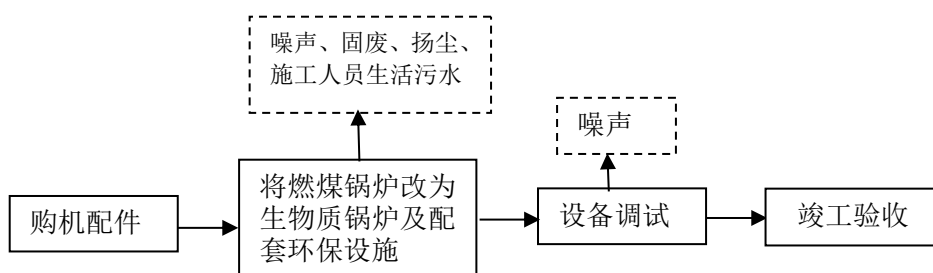 噪声、固废、扬尘、
施工人员生活污水
噪声
购机配件
将燃煤锅炉改为
生物质锅炉及配
套环保设施
设备调试
竣工验收